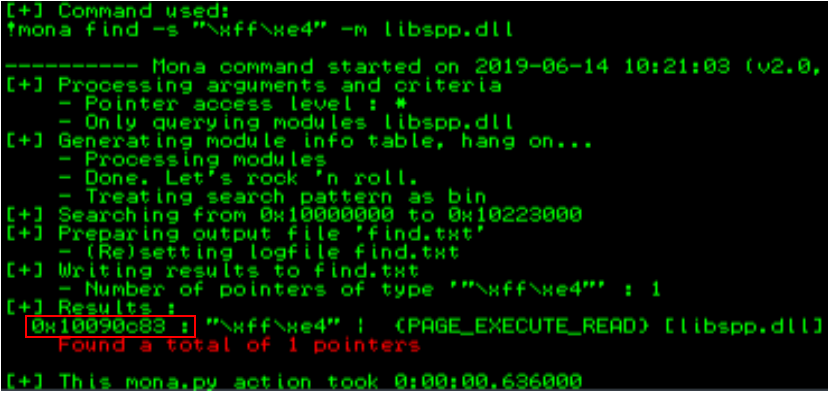 [+] Command used:
!mona find -s "\xff\xe4" -m libspp.dll
---------- Mona command started on 2019-06-14 10:21:03 (v2.0,
[+] Processing arguments and criteria
- Pointer access level : *
- Only querying modules libspp.dll
[+] Generating module info table, hang on...
- Processing modules
- Done. Let's rock 'n roll.
- Treating search pattern as bin
[+] Searching from 0x10000000 to 0x10223000
[+] Preparing output file 'find.txt'
- (Re)setting logfile find.txt
[+] Writing results to find.txt
- Number of pointers of type '"\xff\xe4"' : 1
[+] Results :
0x10090c83 : "\xff\xe4" | {PAGE_EXECUTE_READ} [libspp.dll]
Found a total of 1 pointers
[+] This mona.py action took 0:00:00.636000